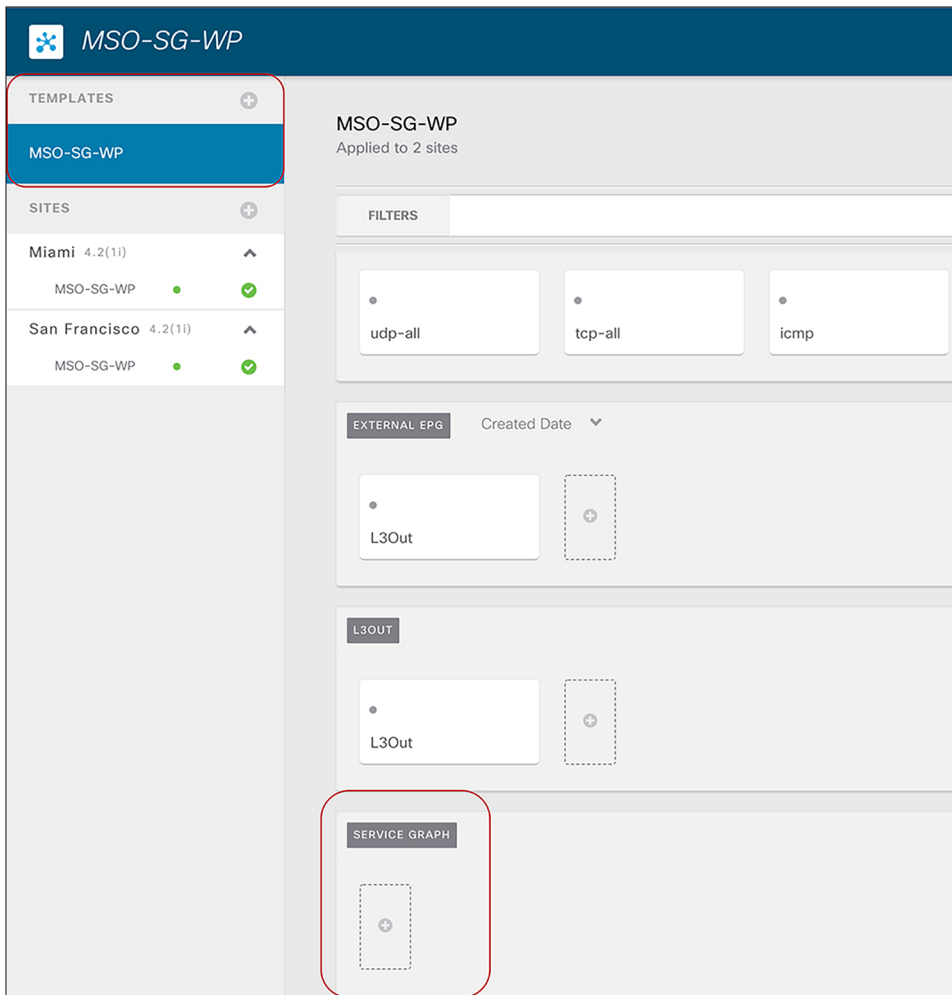 MSO-SG-WP
TEMPLATES
MSO-SG-WP
SITES
Miami 4.2(1i)
MSO-SG-WP
San Francisco 4.2(1i)
MSO-SG-WP
MSO-SG-WP
Applied to 2 sites
FILTERS
udp-all tcp-all icmp
EXTERNAL EPG Created Date
L3Out
L3OUT
L3Out
SERVICE GRAPH